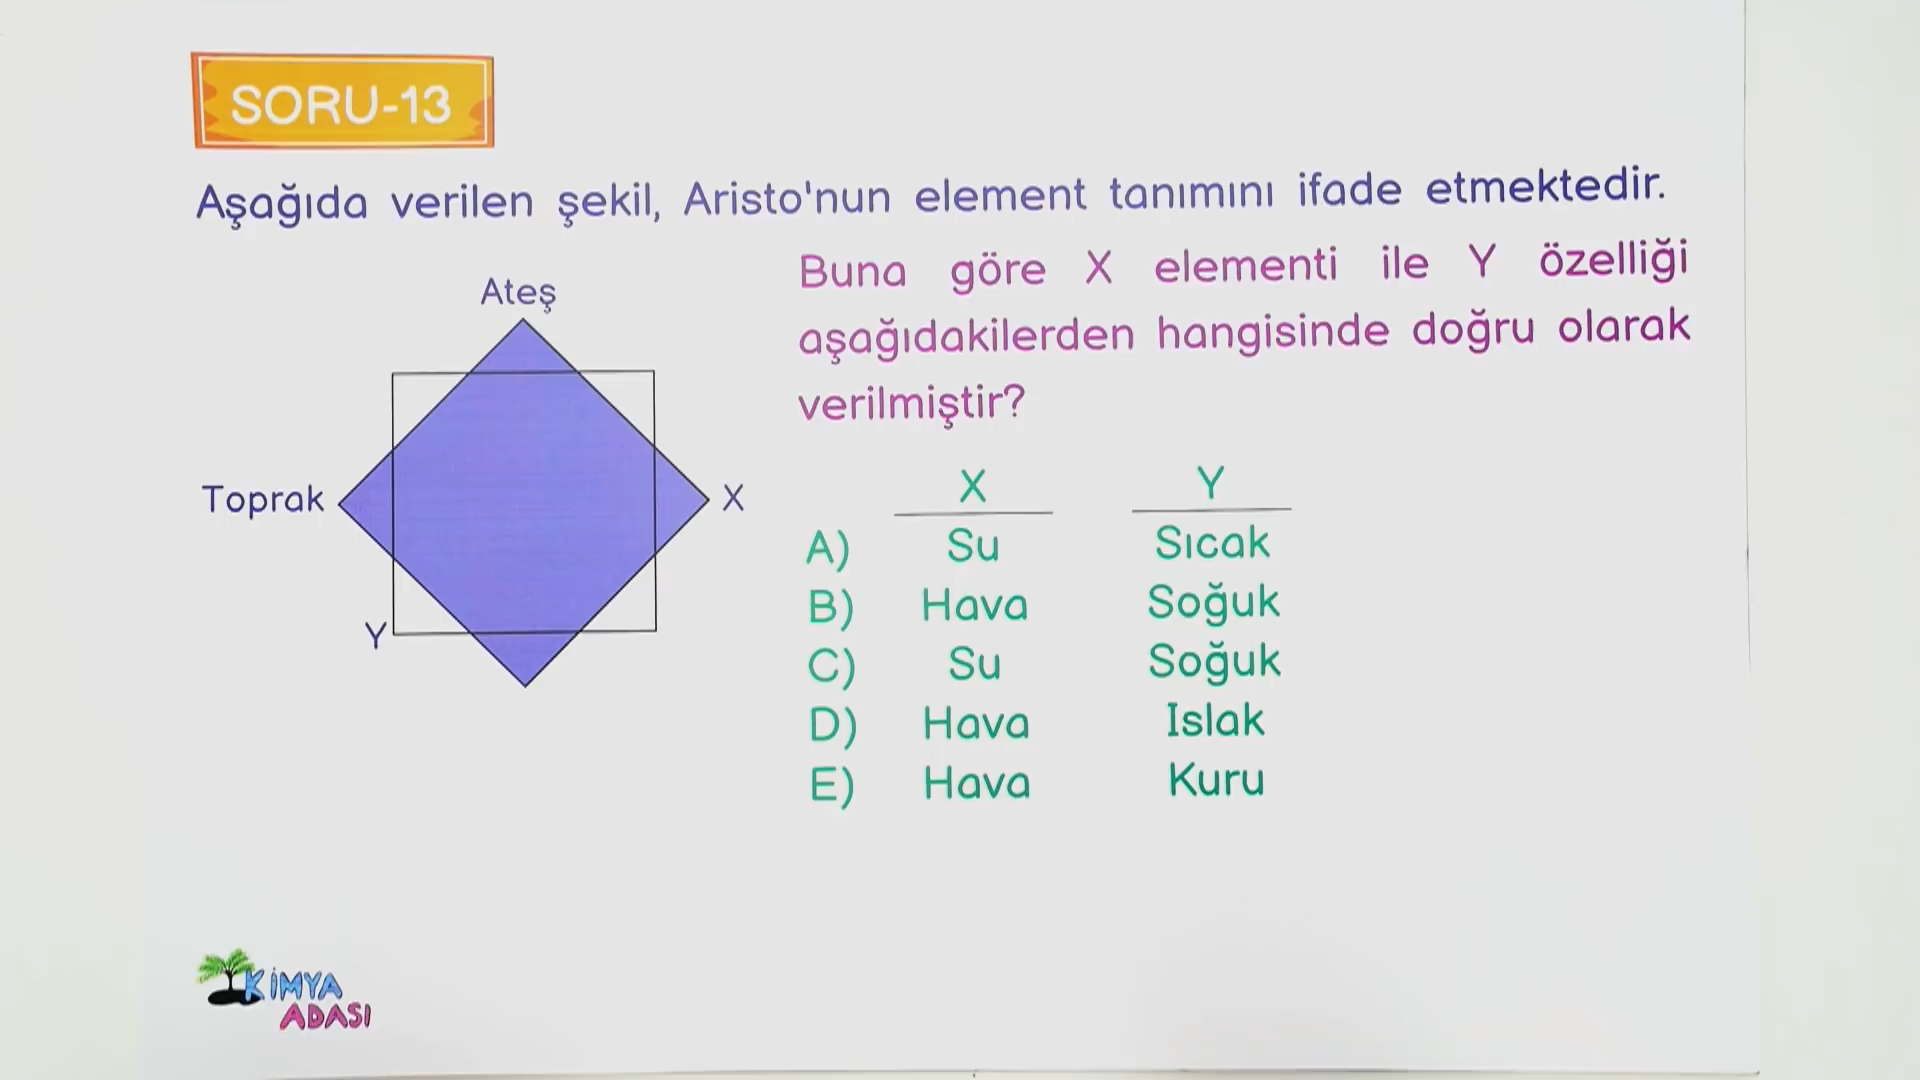 SORU-13
Aşağıda verilen şekil, Aristo'nun element tanımını ifade etmektedir.
Buna göre X elementi ile Y özelliği
aşağıdakilerden hangisinde doğru olarak
verilmiştir?
Ateş
Toprak
X
Y
X Y
A) Su Sıcak
B) Hava Soğuk
C) Su Soğuk
D) Hava Islak
E) Hava Kuru
KİMYA
ADASI